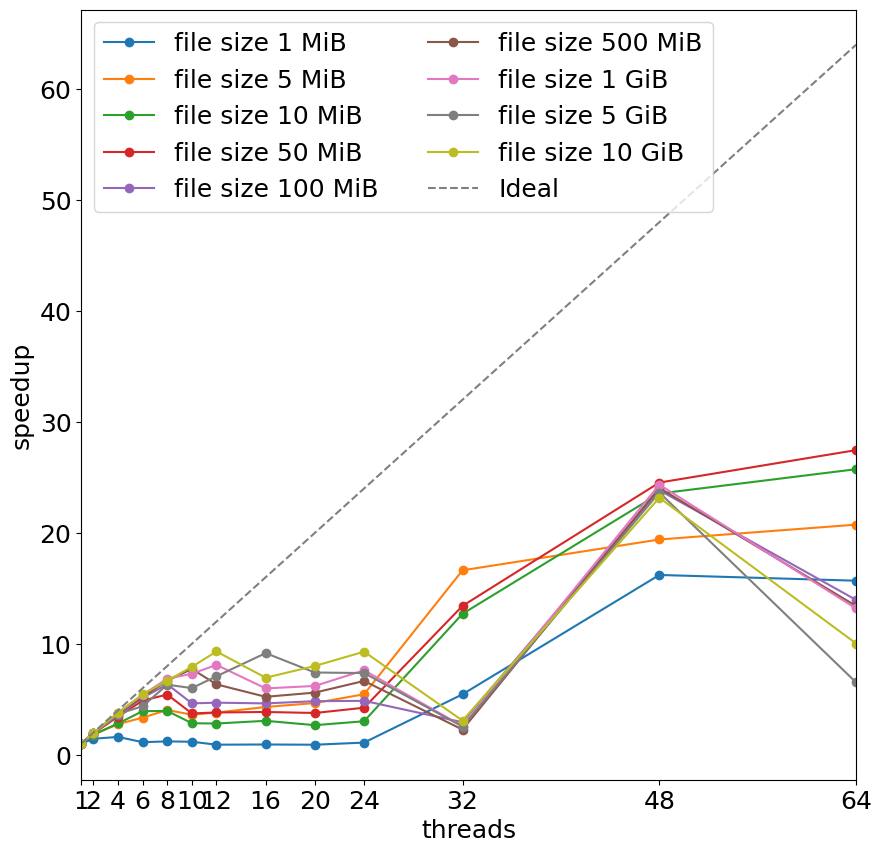 file size 1 MiB
file size 5 MiB
file size 10 MiB
file size 50 MiB
file size 100 MiB
file size 500 MiB
file size 1 GiB
file size 5 GiB
file size 10 GiB
Ideal
speedup
60
50
40
30
20
10
0
1 2 4 6 8 10 12 16 20 24 32 48 64
threads